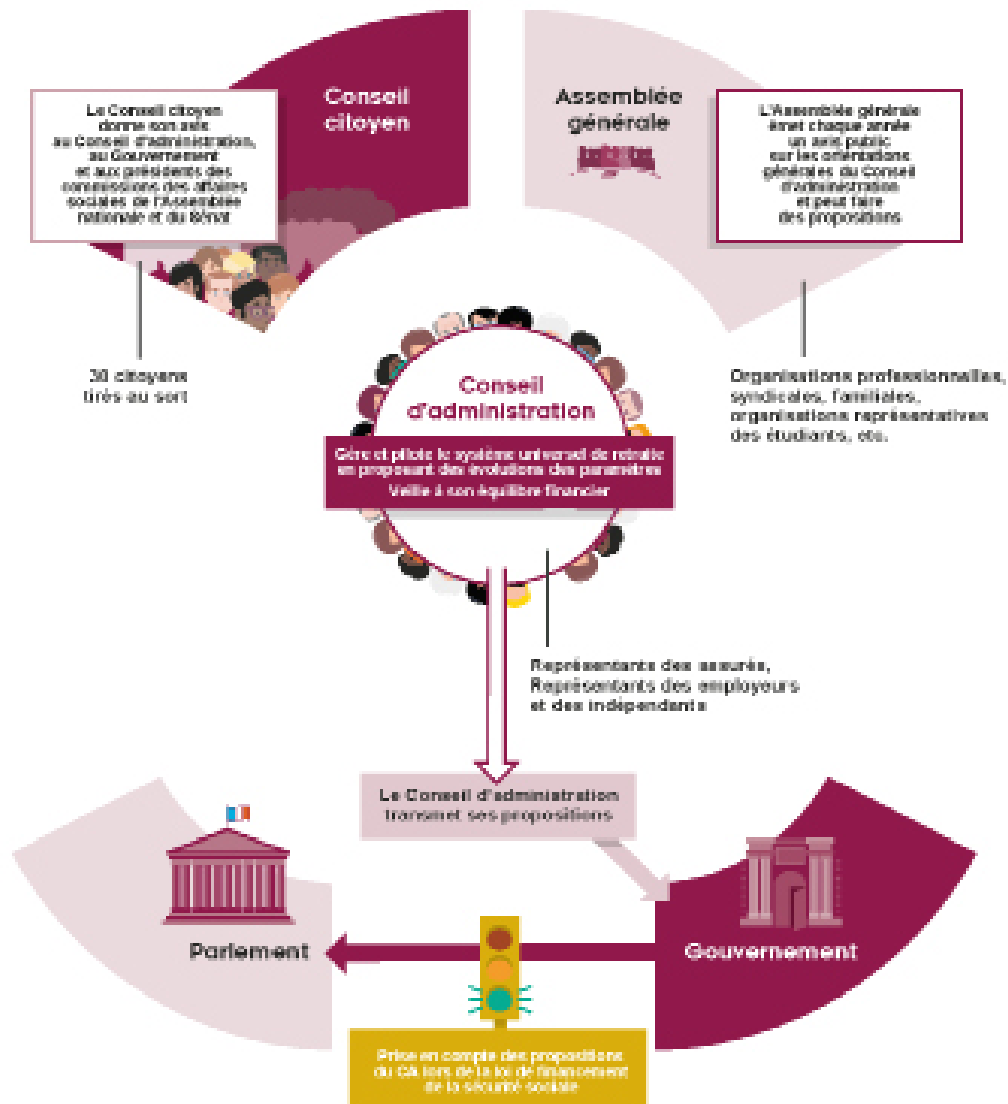 Conseil
citoyen
Le Conseil citoyen
donne son avis
au Conseil d'administration,
au Gouvernement
et aux présidents des
commissions des affaires
sociales de l'Assemblée
nationale et du Sénat
30 citoyens
tirés au sort
Assemblée
générale
L'Assemblée générale
émet chaque année
un avis public
sur les orientations
générales du Conseil
d'administration
et peut faire
des propositions
Organisations professionnelles,
syndicales, familiales,
organisations représentatives
des étudiants, etc.
Conseil
d'administration
Gère et pilote le système universel de retraite
en proposant des évolutions des paramètres
Veille à son équilibre financier
Représentants des assurés,
Représentants des employeurs
et des indépendants
Le Conseil d'administration
transmet ses propositions
Parlement
Gouvernement
Prise en compte des propositions
du CA lors de la loi de financement
de la sécurité sociale